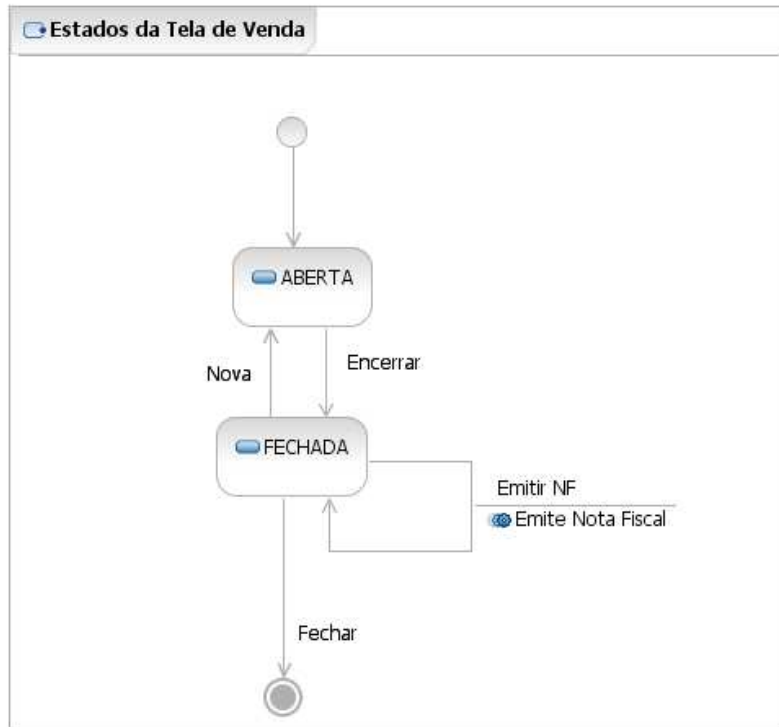 Estados da Tela de Venda
ABERTA
Nova
Encerrar
FECHADA
Emitir NF
Emite Nota Fiscal
Fechar